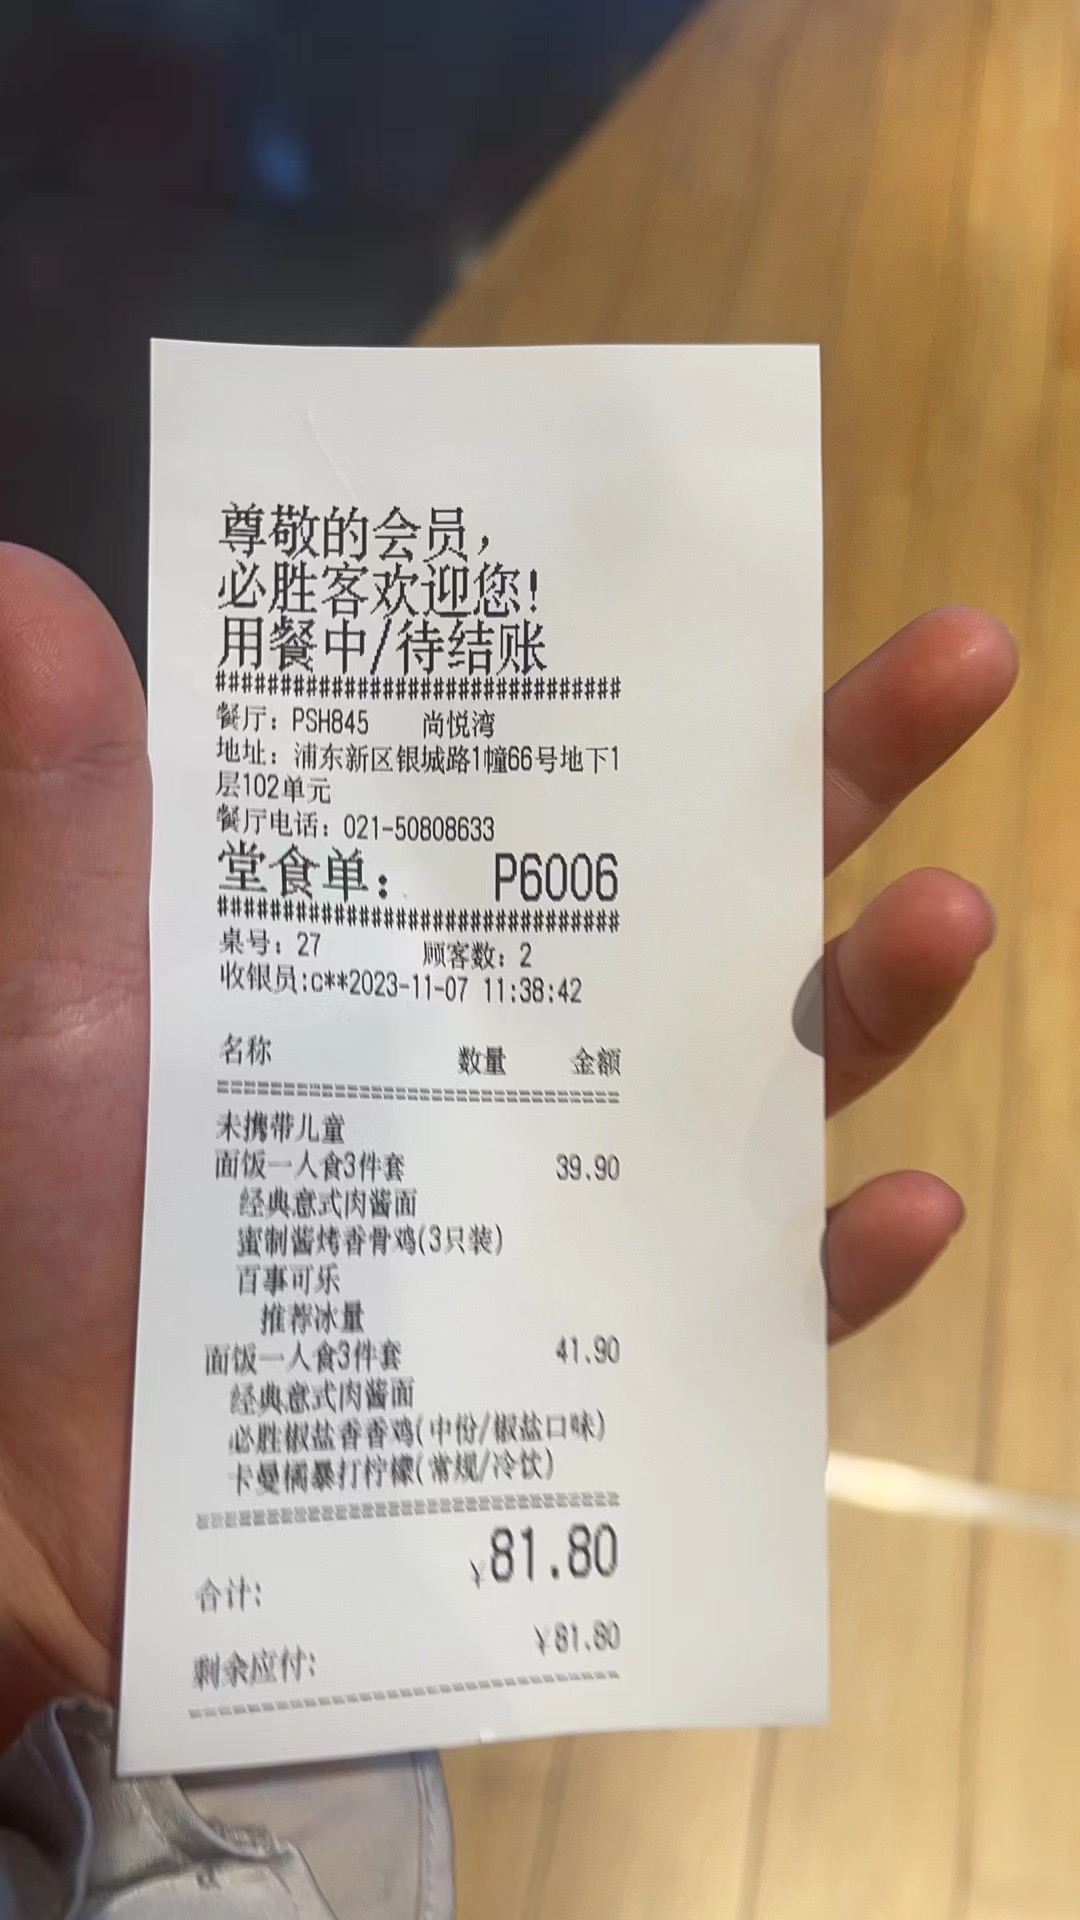 尊敬的会员，
必胜客欢迎您！
用餐中/待结账
################################
餐厅：PSH845 尚悦湾
地址：浦东新区银城路1幢66号地下1
层102单元
餐厅电话：021-50808633
堂食单： P6006
################################
桌号：27 顾客数：2
收银员:c**2023-11-07 11:38:42
名称 数量 金额
================================
未携带儿童
面饭一人食3件套 39.90
经典意式肉酱面
蜜制酱烤香骨鸡(3只装)
百事可乐
推荐冰量
面饭一人食3件套 41.90
经典意式肉酱面
必胜椒盐香香鸡(中份/椒盐口味)
卡曼橘暴打柠檬(常规/冷饮)
================================
合计: ¥81.80
剩余应付: ¥81.80
--------------------------------